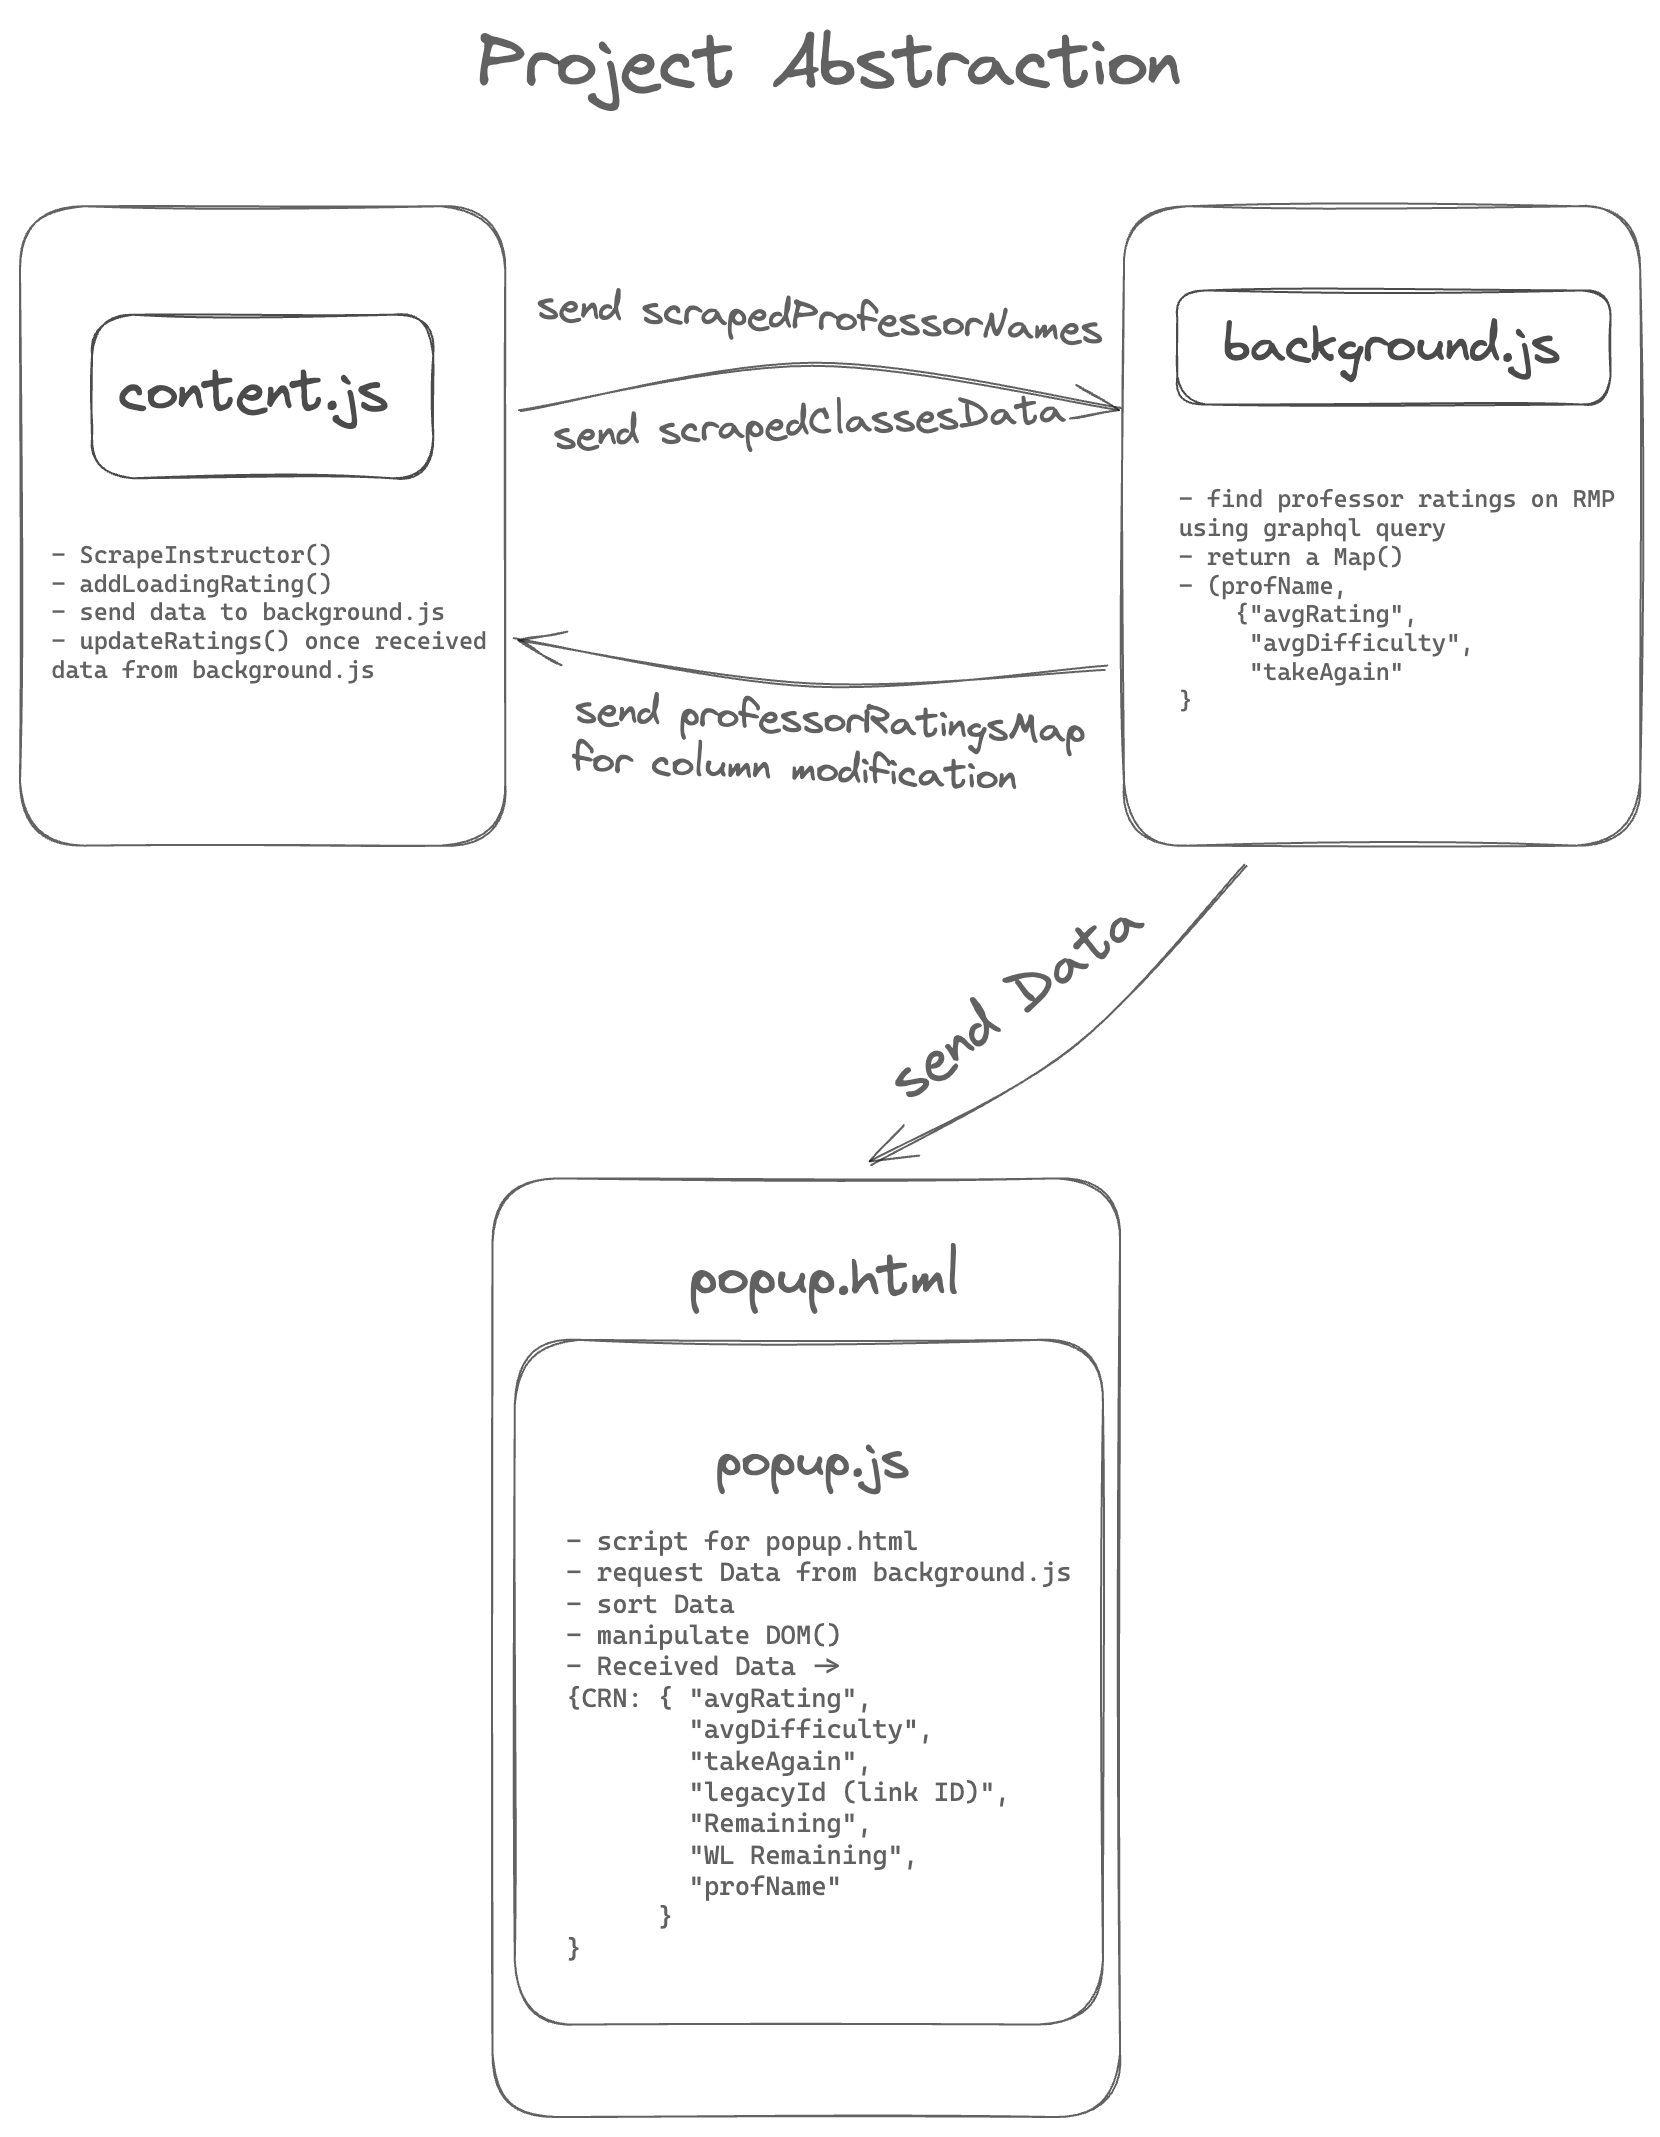 Project Abstraction
content.js
- ScrapeInstructor()
- addLoadingRating()
- send data to background.js
- updateRatings() once received
data from background.js
send scrapedProfessorNames
send scrapedClassesData
send professorRatingsMap
for column modification
background.js
- find professor ratings on RMP
using graphql query
- return a Map()
- (profName,
{"avgRating",
"avgDifficulty",
"takeAgain"
}
send Data
popup.html
popup.js
- script for popup.html
- request Data from background.js
- sort Data
- manipulate DOM()
- Received Data ->
{CRN: { "avgRating",
"avgDifficulty",
"takeAgain",
"legacyId (link ID)",
"Remaining",
"WL Remaining",
"profName"
}
}